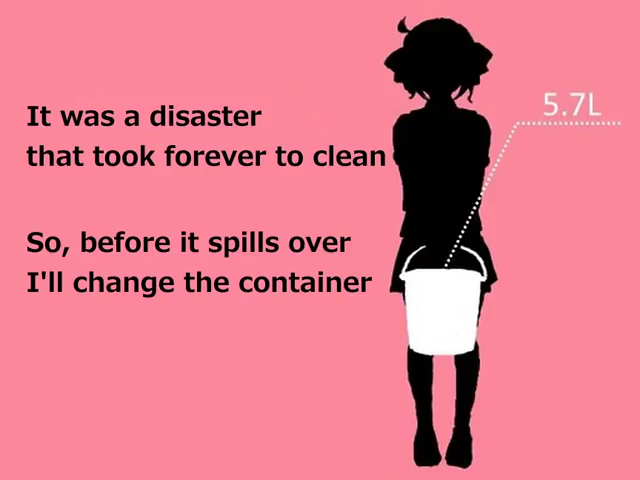 It was a disaster
that took forever to clean
So, before it spills over
I'll change the container
5.7L